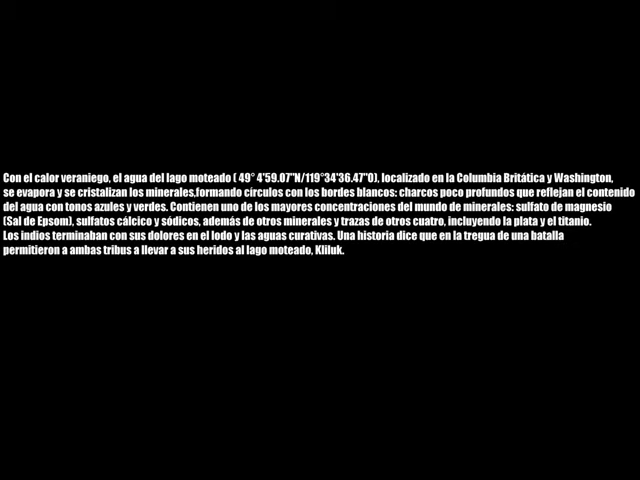 Con el calor veraniego, el agua del lago moteado ( 49° 4'59.07"N/119°34'36.47"O), localizado en la Columbia Britática y Washington,
se evapora y se cristalizan los minerales,formando círculos con los bordes blancos: charcos poco profundos que reflejan el contenido
del agua con tonos azules y verdes. Contienen uno de los mayores concentraciones del mundo de minerales: sulfato de magnesio
(Sal de Epsom), sulfatos cálcico y sódicos, además de otros minerales y trazas de otros cuatro, incluyendo la plata y el titanio.
Los indios terminaban con sus dolores en el lodo y las aguas curativas. Una historia dice que en la tregua de una batalla
permitieron a ambas tribus a llevar a sus heridos al lago moteado, Kliluk.